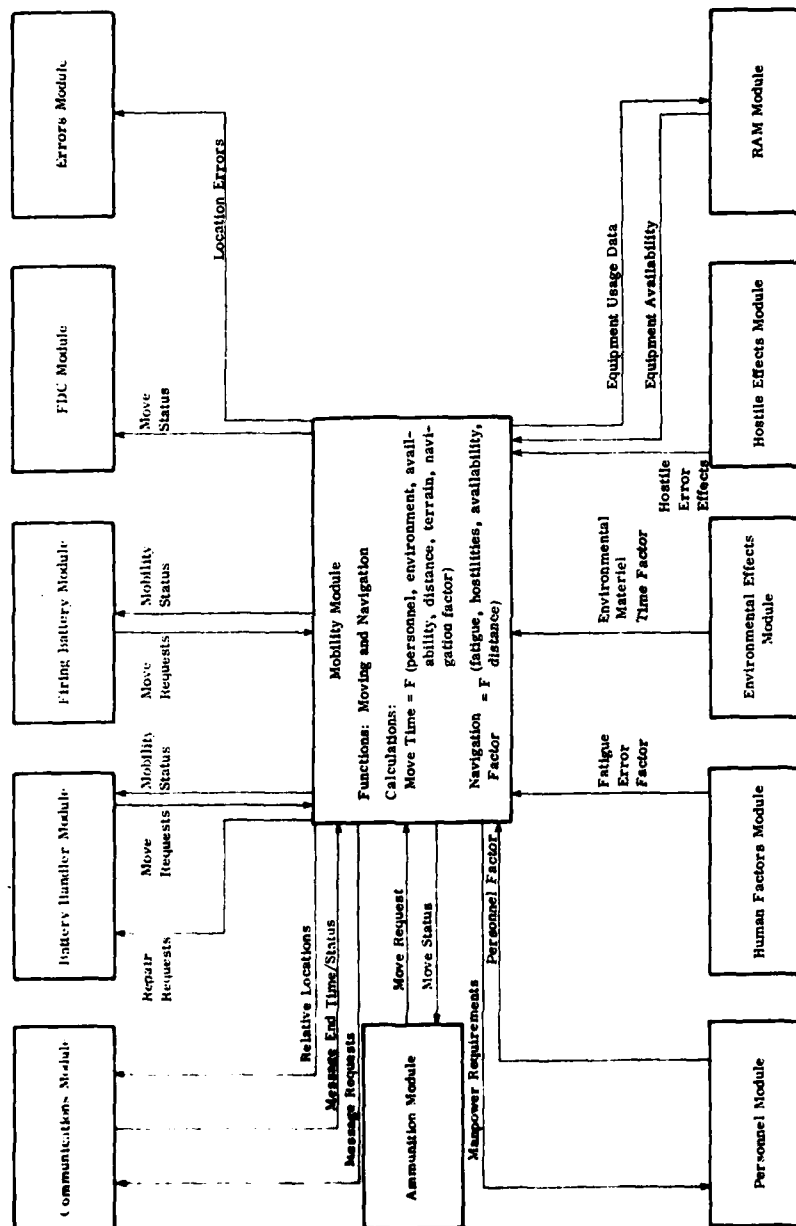 Communications Module
Battery Handler Module
Firing Battery Module
FDC Module
Errors Module
Repair
Requests
Move
Requests
Mobility
Status
Move
Requests
Mobility
Status
Move
Status
Location Errors
Relative Locations
Message End Time/Status
Message Requests
Ammunition Module
Move Request
Move Status
Manpower Requirements
Personnel Factor
Mobility Module
Functions: Moving and Navigation
Calculations:
Move Time = F (personnel, environment, avail-
ability, distance, terrain, navi-
gation factor)
Navigation = F (fatigue, hostilities, availability,
Factor distance)
Fatigue
Error
Factor
Environmental
Materiel
Time Factor
Hostile
Error
Effects
Equipment Usage Data
Equipment Availability
Personnel Module
Human Factors Module
Environmental Effects
Module
Hostile Effects Module
RAM Module